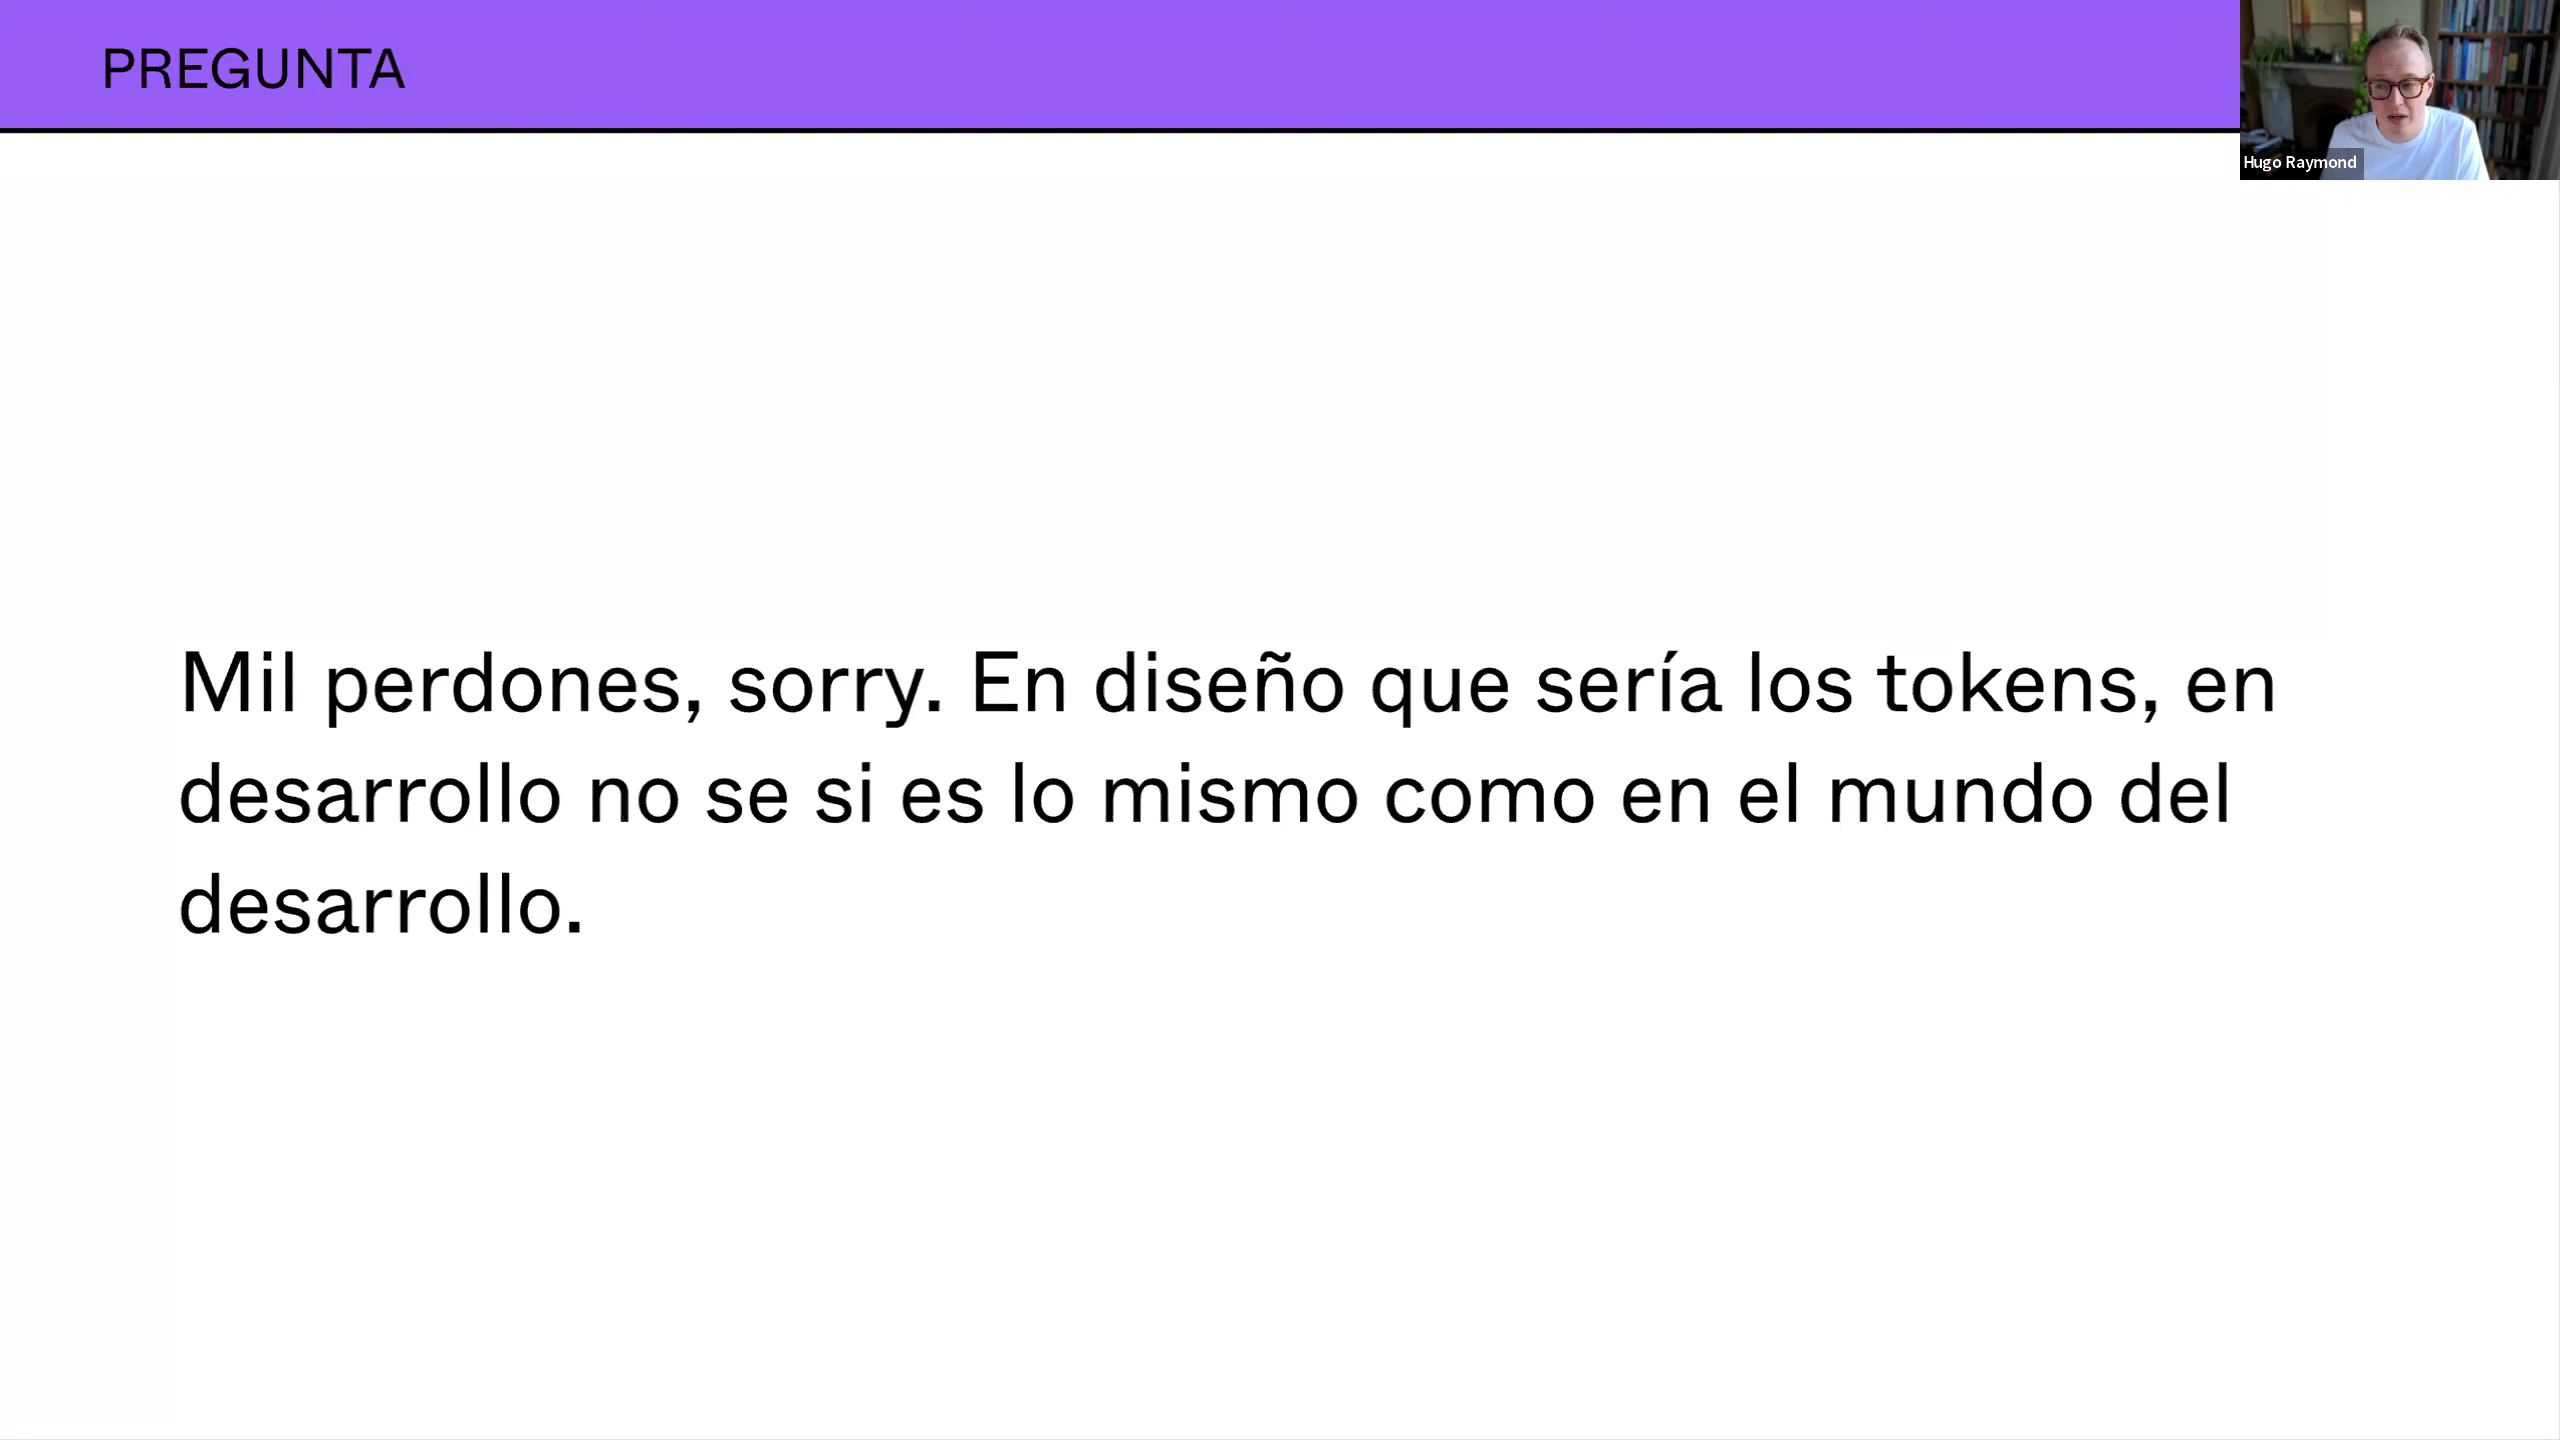 PREGUNTA
Hugo Raymond
Mil perdones, sorry. En diseño que sería los tokens, en
desarrollo no se si es lo mismo como en el mundo del
desarrollo.